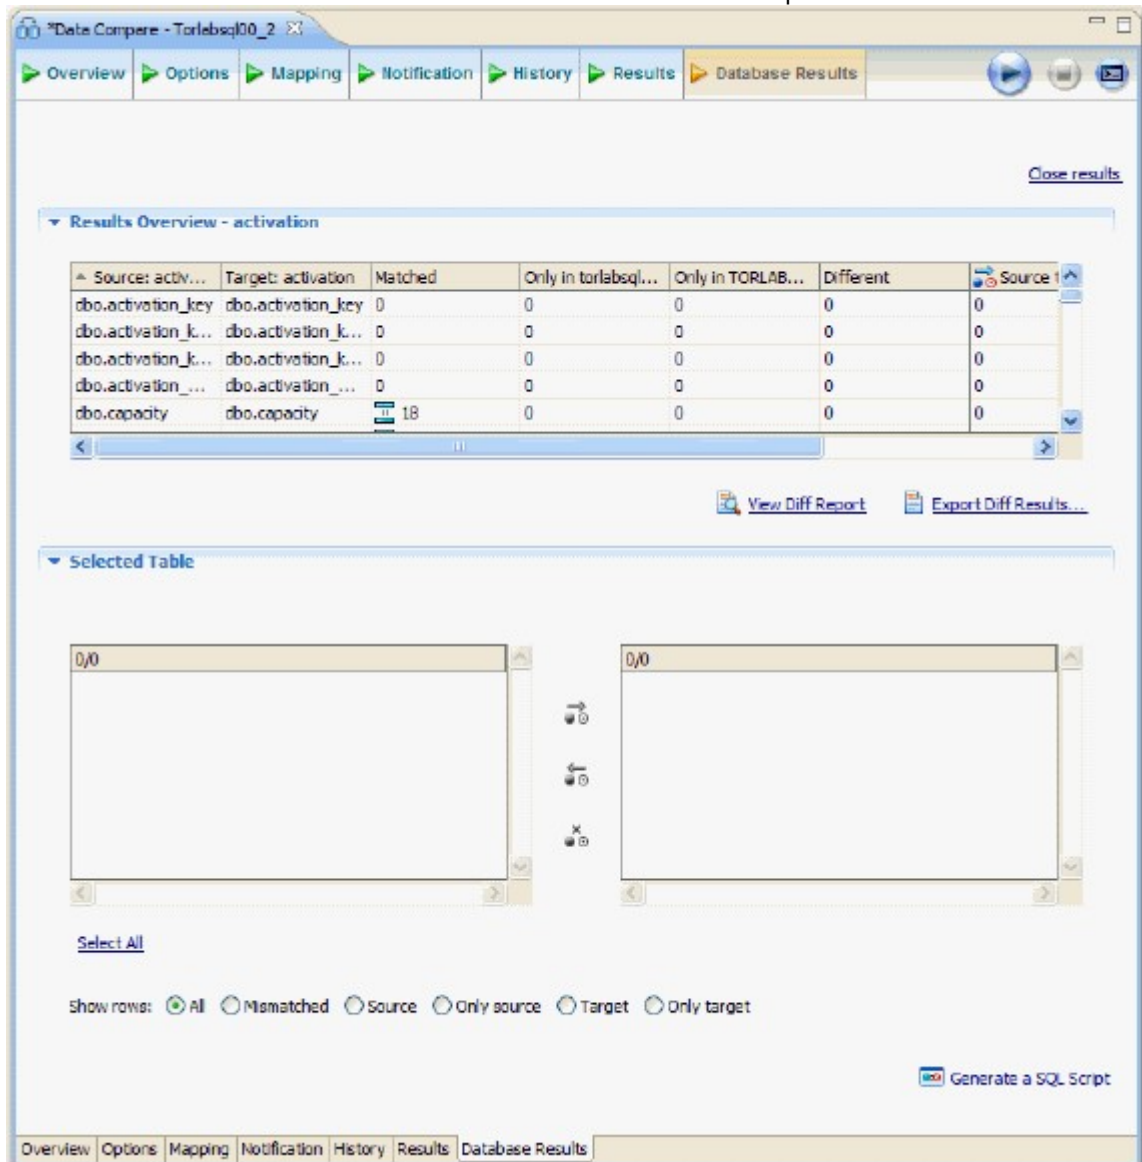 *Data Compare - Torlabsql00_2
Overview Options Mapping Notification History Results Database Results
Close results
Results Overview - activation
Source: activ... Target: activation Matched Only in torlabsql... Only in TORLAB... Different Source t
dbo.activation_key dbo.activation_key 0 0 0 0 0
dbo.activation_k... dbo.activation_k... 0 0 0 0 0
dbo.activation_k... dbo.activation_k... 0 0 0 0 0
dbo.activation_... dbo.activation_... 0 0 0 0 0
dbo.capacity dbo.capacity 18 0 0 0 0
View Diff Report Export Diff Results...
Selected Table
0/0 0/0
Select All
Show rows: All Mismatched Source Only source Target Only target
Generate a SQL Script
Overview Options Mapping Notification History Results Database Results